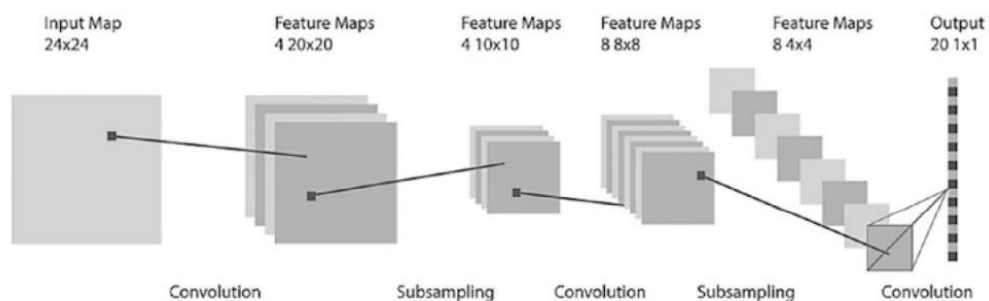 Input Map
24x24
Feature Maps
4 20x20
Feature Maps
4 10x10
Feature Maps
8 8x8
Feature Maps
8 4x4
Output
20 1x1
Convolution
Subsampling
Convolution
Subsampling
Convolution